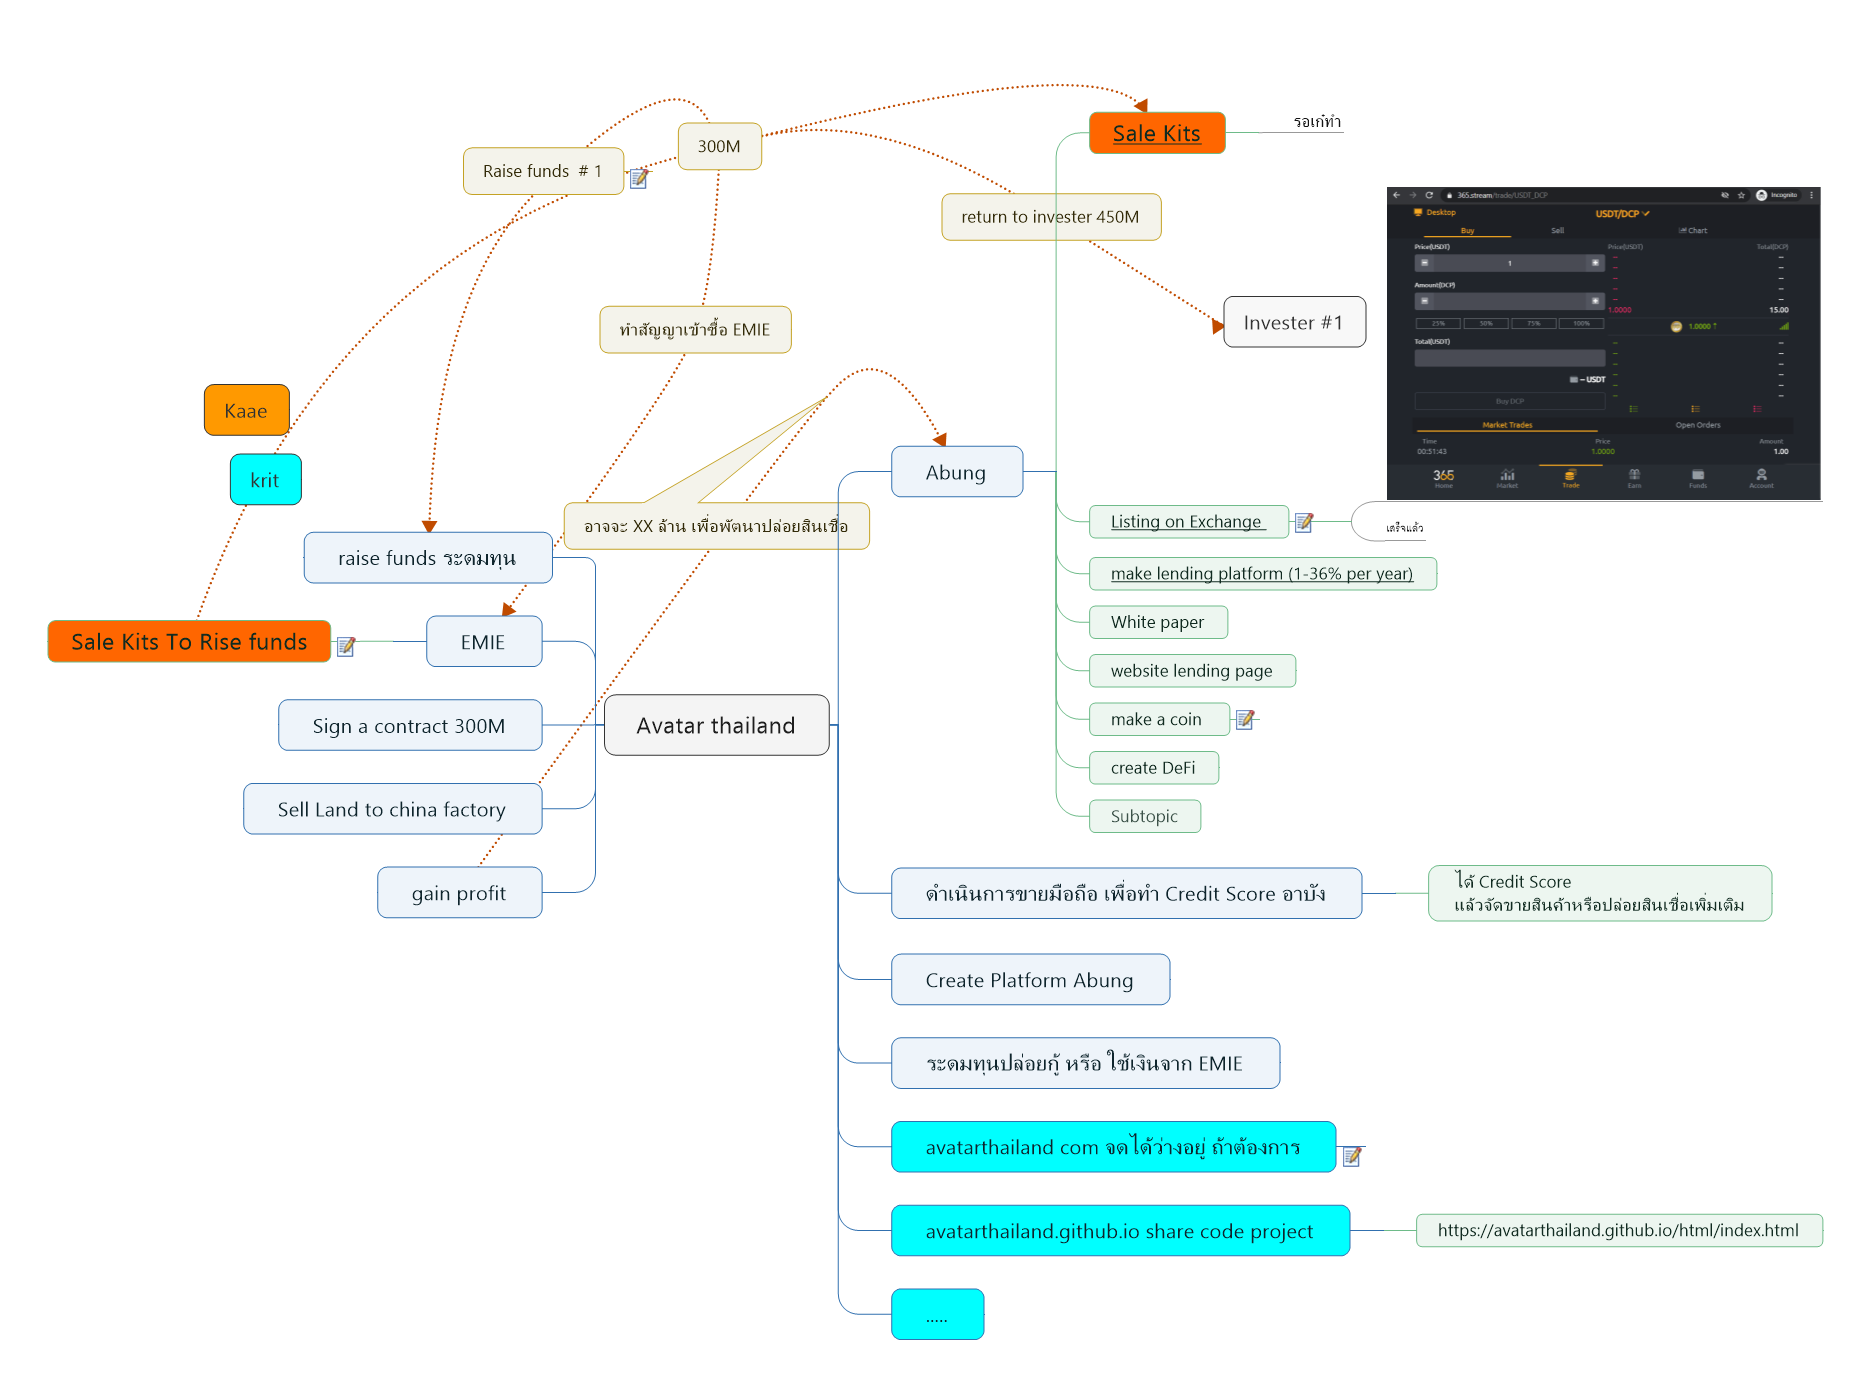 300M
Raise funds # 1
Sale Kits
รอเก๋ทำ
return to invester 450M
Invester #1
ทำสัญญาเข้าซื้อ EMIE
Kaae
krit
อาจจะ XX ล้าน เพื่อพัตนาปล่อยสินเชื่อ
raise funds ระดมทุน
Sale Kits To Rise funds
EMIE
Sign a contract 300M
Sell Land to china factory
gain profit
Avatar thailand
Abung
Listing on Exchange
เสร็จแล้ว
make lending platform (1-36% per year)
White paper
website lending page
make a coin
create DeFi
Subtopic
ดำเนินการขายมือถือ เพื่อทำ Credit Score อาบัง
ได้ Credit Score
แล้วจัดขายสินค้าหรือปล่อยสินเชื่อเพิ่มเติม
Create Platform Abung
ระดมทุนปล่อยกู้ หรือ ใช้เงินจาก EMIE
avatarthailand com จดได้ว่างอยู่ ถ้าต้องการ
avatarthailand.github.io share code project
https://avatarthailand.github.io/html/index.html
.....
365.stream/trade/USDT_DCP
Incognito
Desktop
USDT/DCP
Buy
Sell
Chart
Price(USDT)
Price(USDT)
Total(DCP)
1
Amount(DCP)
1.0000
15.00
25%
50%
75%
100%
1.0000 ↑
Total(USDT)
– USDT
Buy DCP
Market Trades
Open Orders
Time
Price
Amount
00:51:43
1.0000
1.00
365
Home
Market
Trade
Earn
Funds
Account